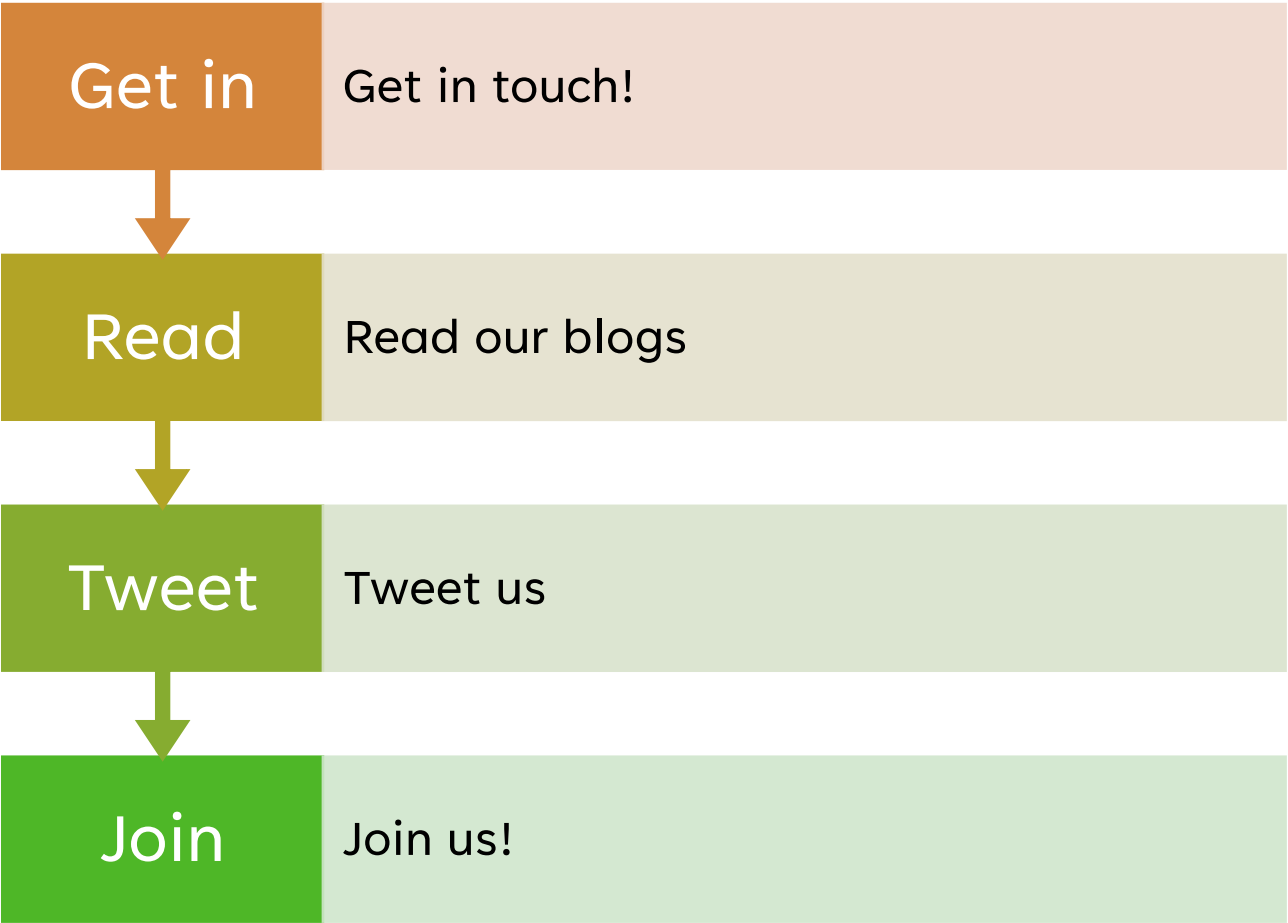 Get in
Get in touch!
Read
Read our blogs
Tweet
Tweet us
Join
Join us!